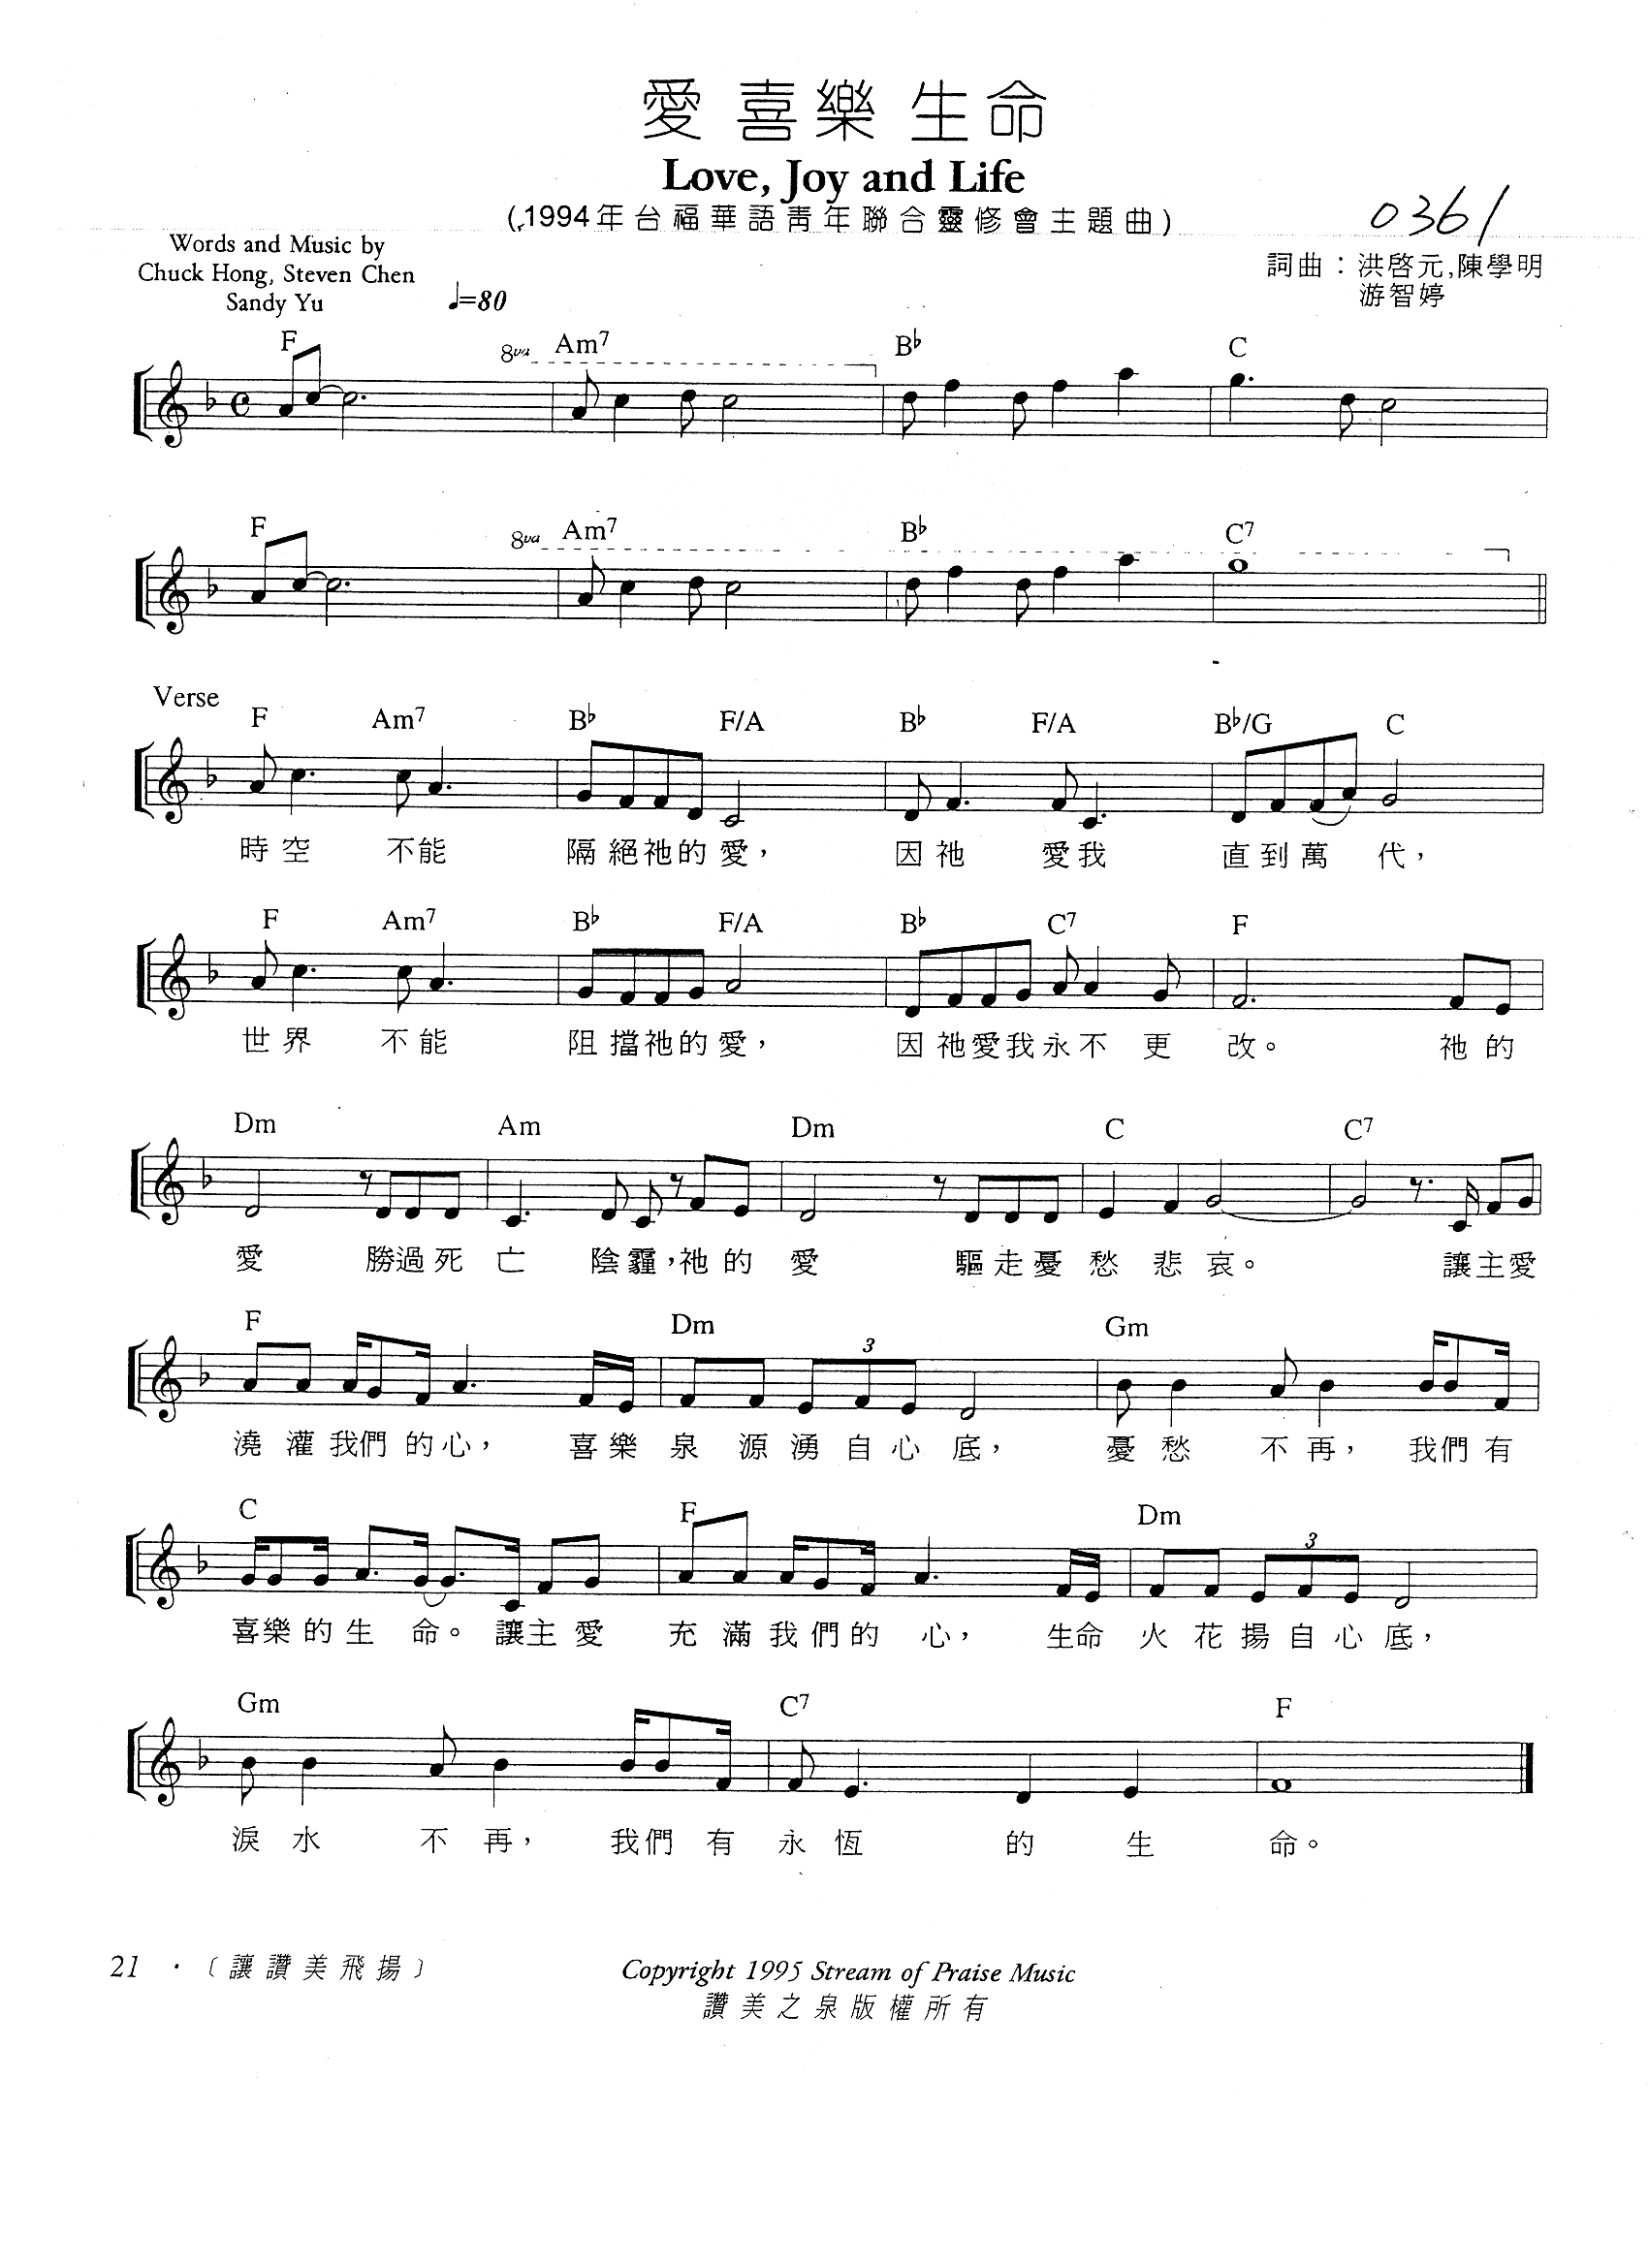 愛 喜樂 生命
Love, Joy and Life
(1994年台福華語靑年聯合靈修會主題曲)
0361
Words and Music by
Chuck Hong, Steven Chen
Sandy Yu
♩=80
詞曲：洪啓元,陳學明
游智婷
F 8va Am7 B♭ C
F 8va Am7 B♭ C7
Verse
F Am7 B♭ F/A B♭ F/A B♭/G C
時空 不能 隔絕祂的愛， 因祂 愛我 直到萬 代，
F Am7 B♭ F/A B♭ C7 F
世界 不能 阻擋祂的愛， 因祂愛我永不 更 改。 祂的
Dm Am Dm C C7
愛 勝過死 亡 陰霾，祂的 愛 驅走憂 愁 悲 哀。 讓主愛
F Dm 3 Gm
澆灌我們的心， 喜樂 泉 源湧自心底， 憂愁 不再， 我們有
C F Dm 3
喜樂的生 命。 讓主愛 充滿我們的 心， 生命 火花揚自心底，
Gm C7 F
淚水 不再， 我們 有 永恆 的 生 命。
21 ・〔讓讚美飛揚〕
Copyright 1995 Stream of Praise Music
讚美之泉版權所有